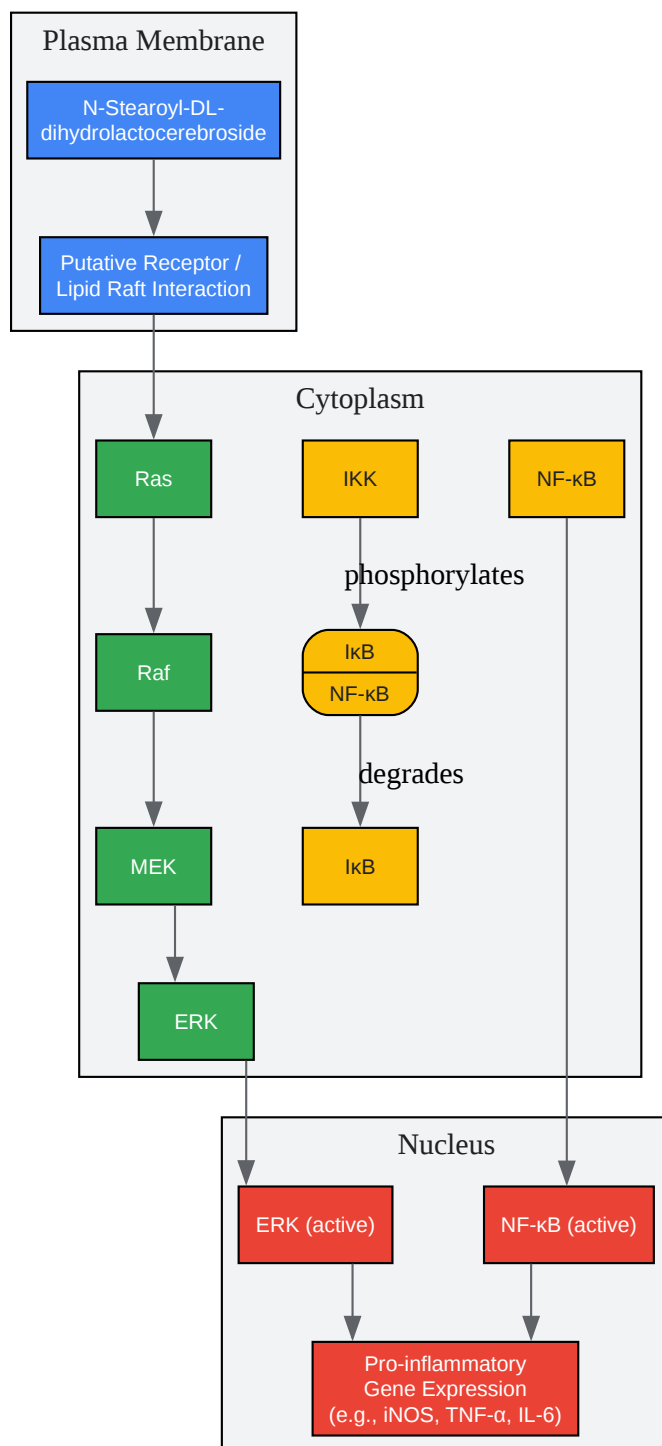 Plasma Membrane
N-Stearoyl-DL-
dihydrolactocerebroside
Putative Receptor /
Lipid Raft Interaction
Cytoplasm
Ras
IKK
NF-κB
phosphorylates
Raf
IκB
NF-κB
degrades
MEK
IκB
ERK
Nucleus
ERK (active)
NF-κB (active)
Pro-inflammatory
Gene Expression
(e.g., iNOS, TNF-α, IL-6)